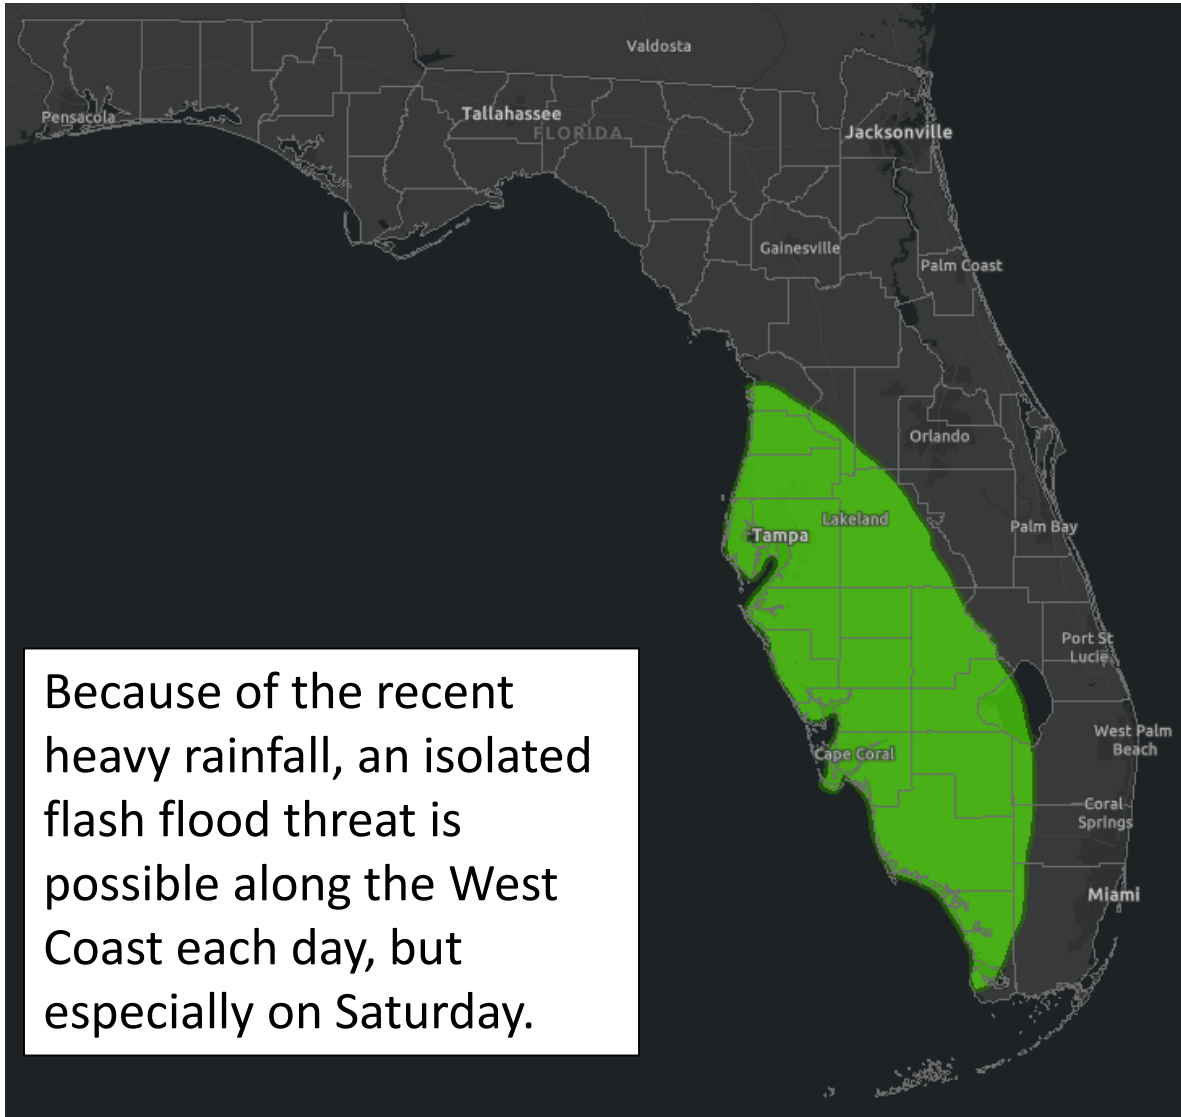 Valdosta
Pensacola
Tallahassee
FLORIDA
Jacksonville
Gainesville
Palm Coast
Orlando
Lakeland
Palm Bay
Tampa
Port St
Lucie
West Palm
Beach
Cape Coral
Coral
Springs
Miami
Because of the recent
heavy rainfall, an isolated
flash flood threat is
possible along the West
Coast each day, but
especially on Saturday.